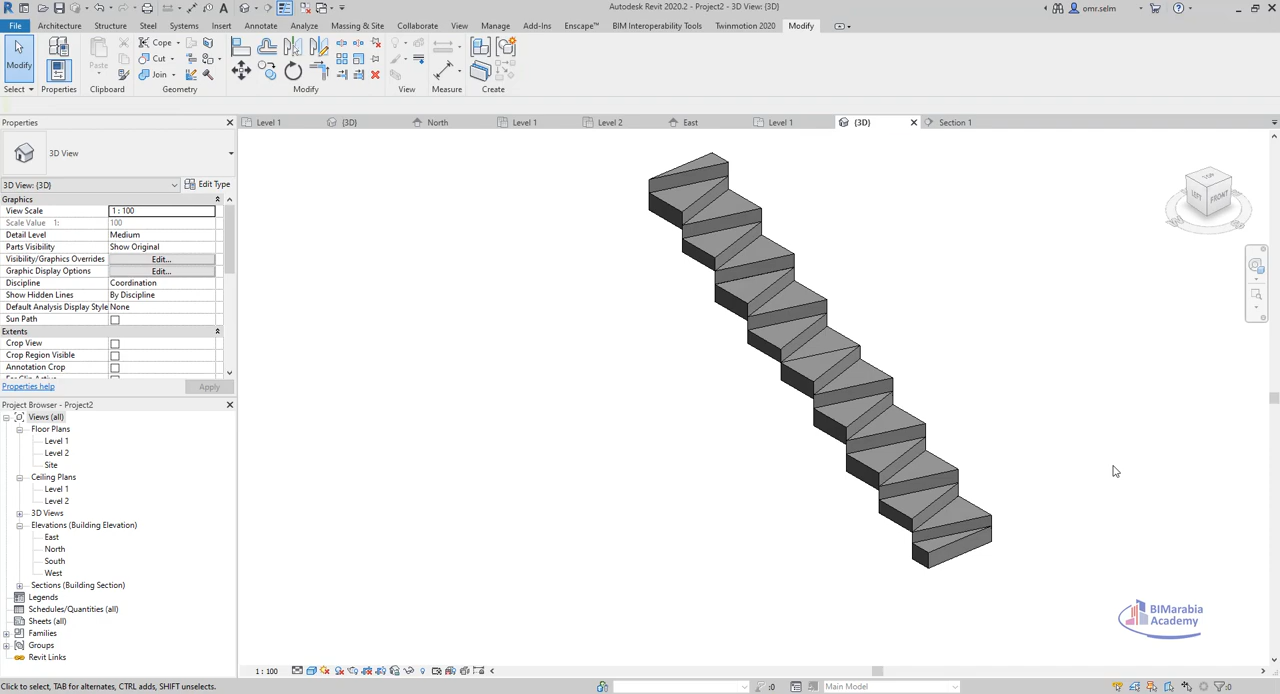 Autodesk Revit 2020.2 - Project2 - 3D View: {3D}
omr.selm
File Architecture Structure Steel Systems Insert Annotate Analyze Massing & Site Collaborate View Manage Add-Ins Enscape™ BIM Interoperability Tools Twinmotion 2020 Modify
Modify
Paste
Cope
Cut
Join
Select Properties Clipboard Geometry Modify View Measure Create
Properties
Level 1 {3D} North Level 1 Level 2 East Level 1 {3D} Section 1
3D View
3D View: {3D} Edit Type
Graphics
View Scale 1 : 100
Scale Value 1: 100
Detail Level Medium
Parts Visibility Show Original
Visibility/Graphics Overrides Edit...
Graphic Display Options Edit...
Discipline Coordination
Show Hidden Lines By Discipline
Default Analysis Display Style None
Sun Path
Extents
Crop View
Crop Region Visible
Annotation Crop
Properties help Apply
Project Browser - Project2
Views (all)
Floor Plans
Level 1
Level 2
Site
Ceiling Plans
Level 1
Level 2
3D Views
Elevations (Building Elevation)
East
North
South
West
Sections (Building Section)
Legends
Schedules/Quantities (all)
Sheets (all)
Families
Groups
Revit Links
TOP
LEFT FRONT
BIMarabia
Academy
1 : 100
Click to select, TAB for alternates, CTRL adds, SHIFT unselects.
:0 Main Model :0